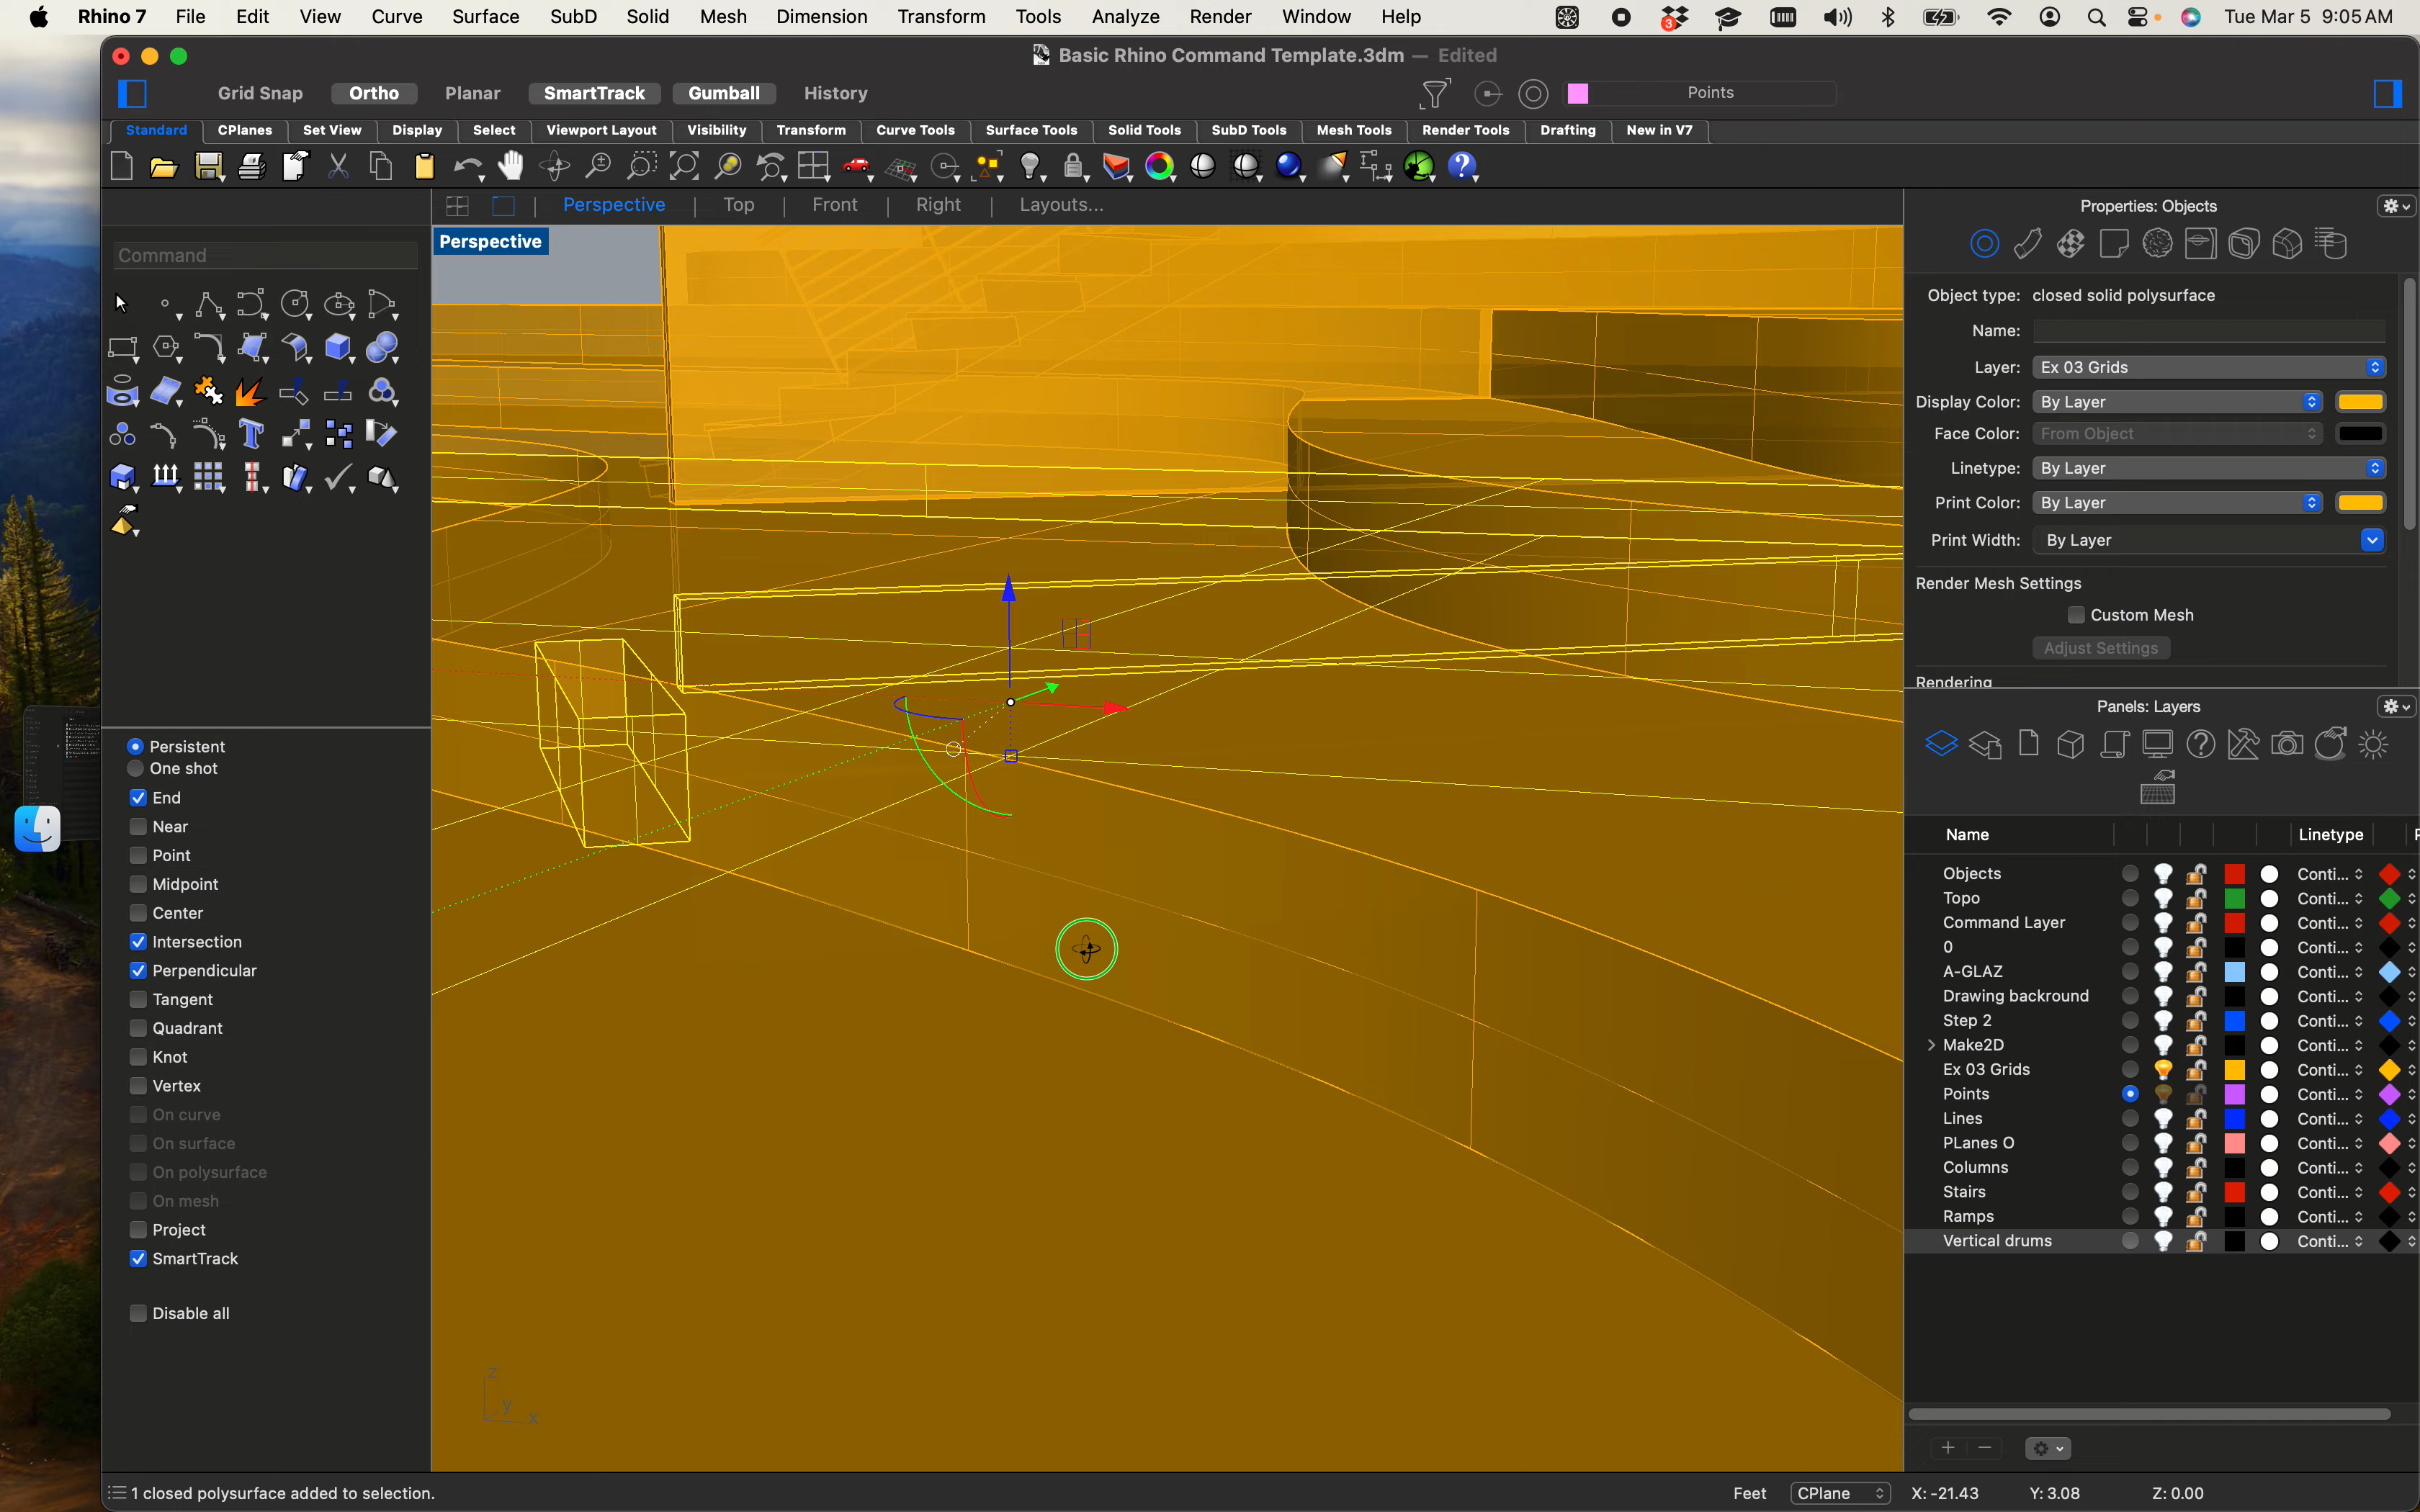 Rhino 7 File Edit View Curve Surface SubD Solid Mesh Dimension Transform Tools Analyze Render Window Help
3
Tue Mar 5 9:05 AM
Basic Rhino Command Template.3dm — Edited
Grid Snap Ortho Planar SmartTrack Gumball History
Points
Standard CPlanes Set View Display Select Viewport Layout Visibility Transform Curve Tools Surface Tools Solid Tools SubD Tools Mesh Tools Render Tools Drafting New in V7
Perspective Top Front Right Layouts...
Perspective
Command
Persistent
One shot
End
Near
Point
Midpoint
Center
Intersection
Perpendicular
Tangent
Quadrant
Knot
Vertex
On curve
On surface
On polysurface
On mesh
Project
SmartTrack
Disable all
z
y
x
Properties: Objects
Object type: closed solid polysurface
Name:
Layer: Ex 03 Grids
Display Color: By Layer
Face Color: From Object
Linetype: By Layer
Print Color: By Layer
Print Width: By Layer
Render Mesh Settings
Custom Mesh
Adjust Settings
Rendering
Panels: Layers
Name Linetype
Objects Conti...
Topo Conti...
Command Layer Conti...
0 Conti...
A-GLAZ Conti...
Drawing backround Conti...
Step 2 Conti...
Make2D Conti...
Ex 03 Grids Conti...
Points Conti...
Lines Conti...
PLanes O Conti...
Columns Conti...
Stairs Conti...
Ramps Conti...
Vertical drums Conti...
1 closed polysurface added to selection.
Feet CPlane X: -21.43 Y: 3.08 Z: 0.00